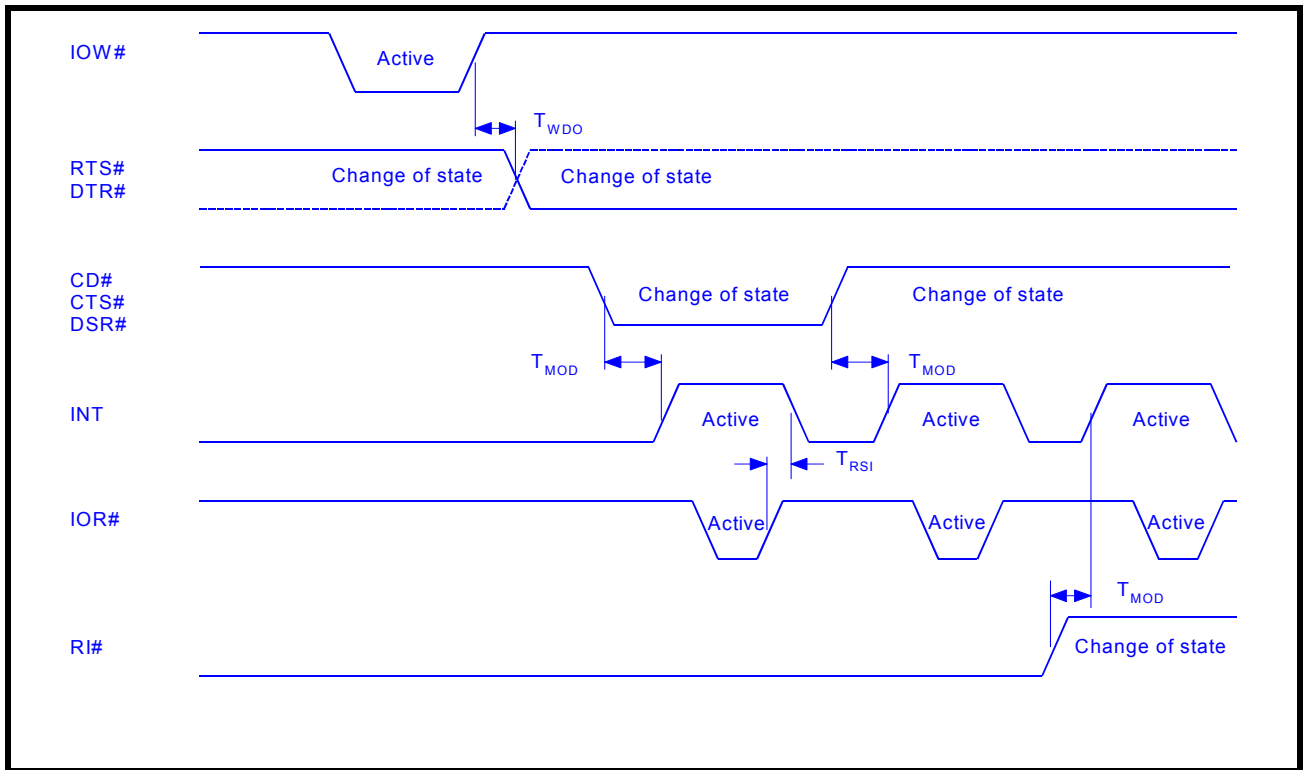 IOW#
Active
TWDO
RTS#
DTR#
Change of state
Change of state
CD#
CTS#
DSR#
Change of state
Change of state
TMOD
TMOD
INT
Active
Active
Active
TRSI
IOR#
Active
Active
Active
TMOD
RI#
Change of state